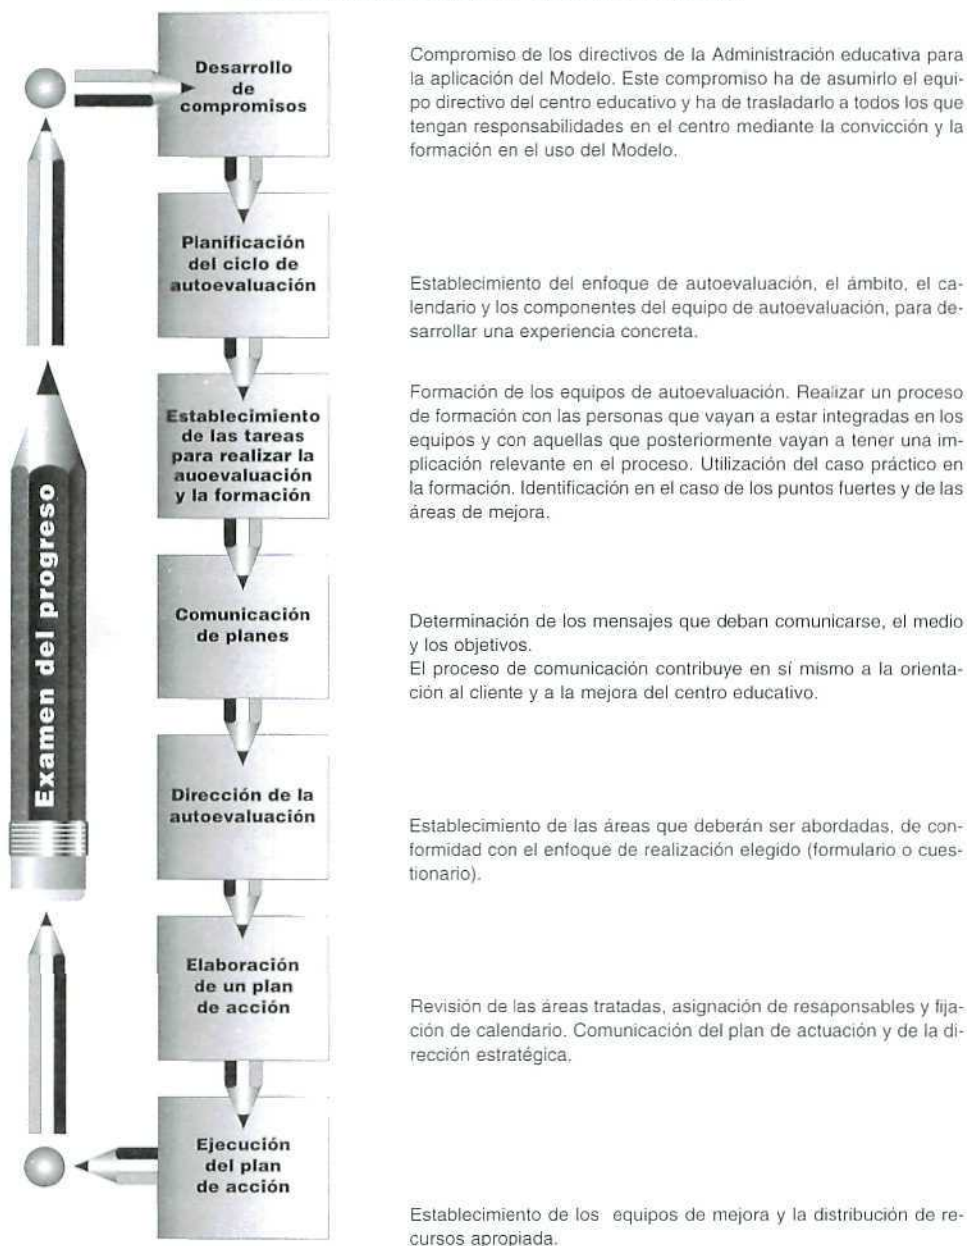 Desarrollo
de
compromisos
Compromiso de los directivos de la Administración educativa para
la aplicación del Modelo. Este compromiso ha de asumirlo el equi-
po directivo del centro educativo y ha de trasladarlo a todos los que
tengan responsabilidades en el centro mediante la convicción y la
formación en el uso del Modelo.
Planificación
del ciclo de
autoevaluación
Establecimiento del enfoque de autoevaluación, el ámbito, el ca-
lendario y los componentes del equipo de autoevaluación, para de-
sarrollar una experiencia concreta.
Establecimiento
de las tareas
para realizar la
auoevaluación
y la formación
Formación de los equipos de autoevaluación. Realizar un proceso
de formación con las personas que vayan a estar integradas en los
equipos y con aquellas que posteriormente vayan a tener una im-
plicación relevante en el proceso. Utilización del caso práctico en
la formación. Identificación en el caso de los puntos fuertes y de las
áreas de mejora.
Examen del progreso
Comunicación
de planes
Determinación de los mensajes que deban comunicarse, el medio
y los objetivos.
El proceso de comunicación contribuye en sí mismo a la orienta-
ción al cliente y a la mejora del centro educativo.
Dirección de la
autoevaluación
Establecimiento de las áreas que deberán ser abordadas, de con-
formidad con el enfoque de realización elegido (formulario o cues-
tionario).
Elaboración
de un plan
de acción
Revisión de las áreas tratadas, asignación de resaponsables y fija-
ción de calendario. Comunicación del plan de actuación y de la di-
rección estratégica.
Ejecución
del plan
de acción
Establecimiento de los equipos de mejora y la distribución de re-
cursos apropiada.